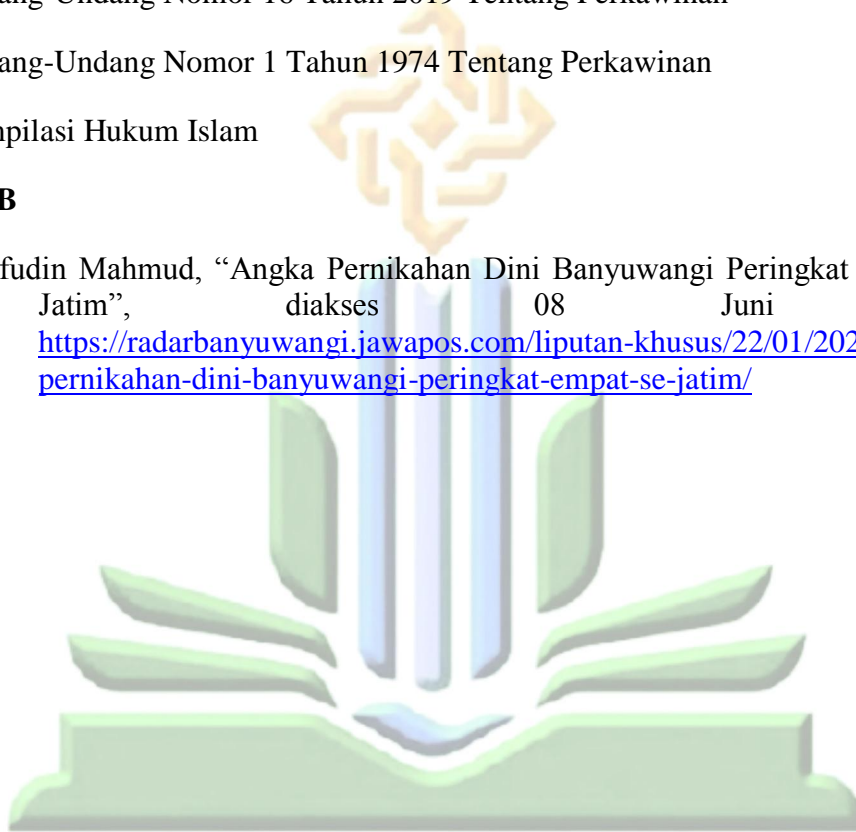 ang-Undang Nomor 16 Tahun 2019 Tentang Perkawinan
ang-Undang Nomor 1 Tahun 1974 Tentang Perkawinan
pilasi Hukum Islam
B
fudin Mahmud, “Angka Pernikahan Dini Banyuwangi Peringkat
Jatim”, diakses 08 Juni
https://radarbanyuwangi.jawapos.com/liputan-khusus/22/01/202
pernikahan-dini-banyuwangi-peringkat-empat-se-jatim/